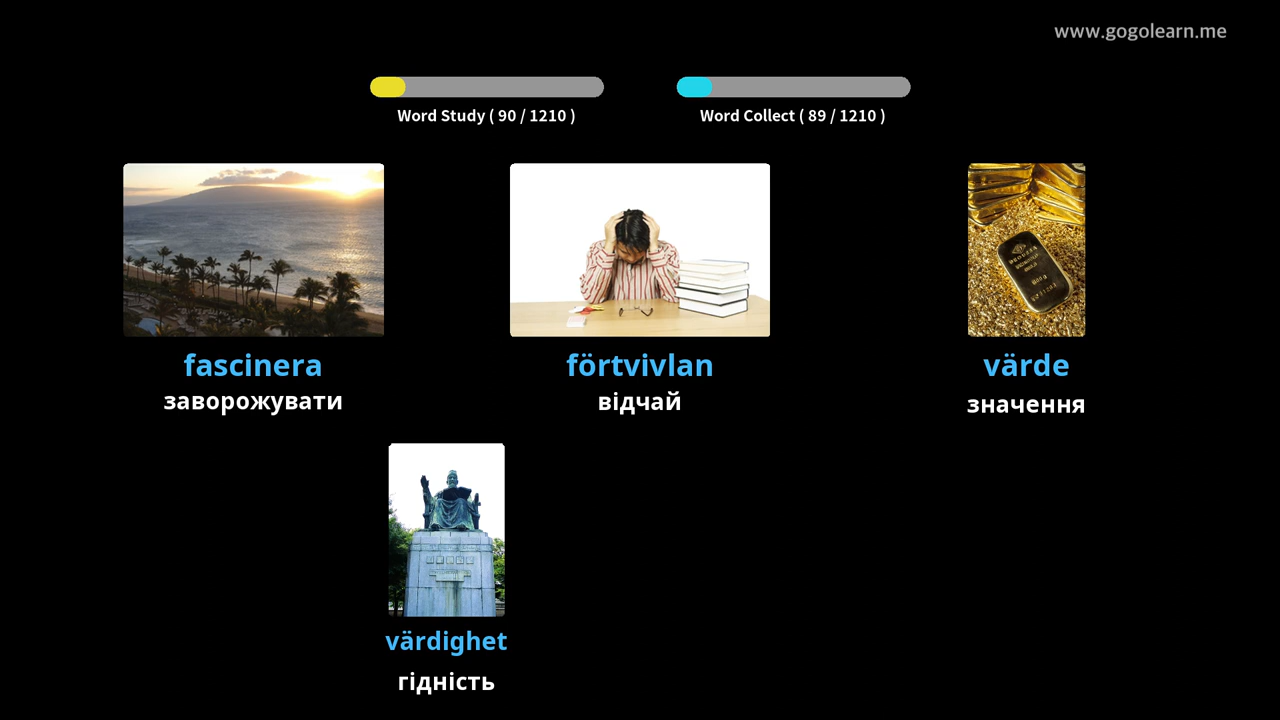 www.gogolearn.me
Word Study ( 90 / 1210 )
Word Collect ( 89 / 1210 )
fascinera
förtvivlan
värde
заворожувати
відчай
значення
värdighet
гідність